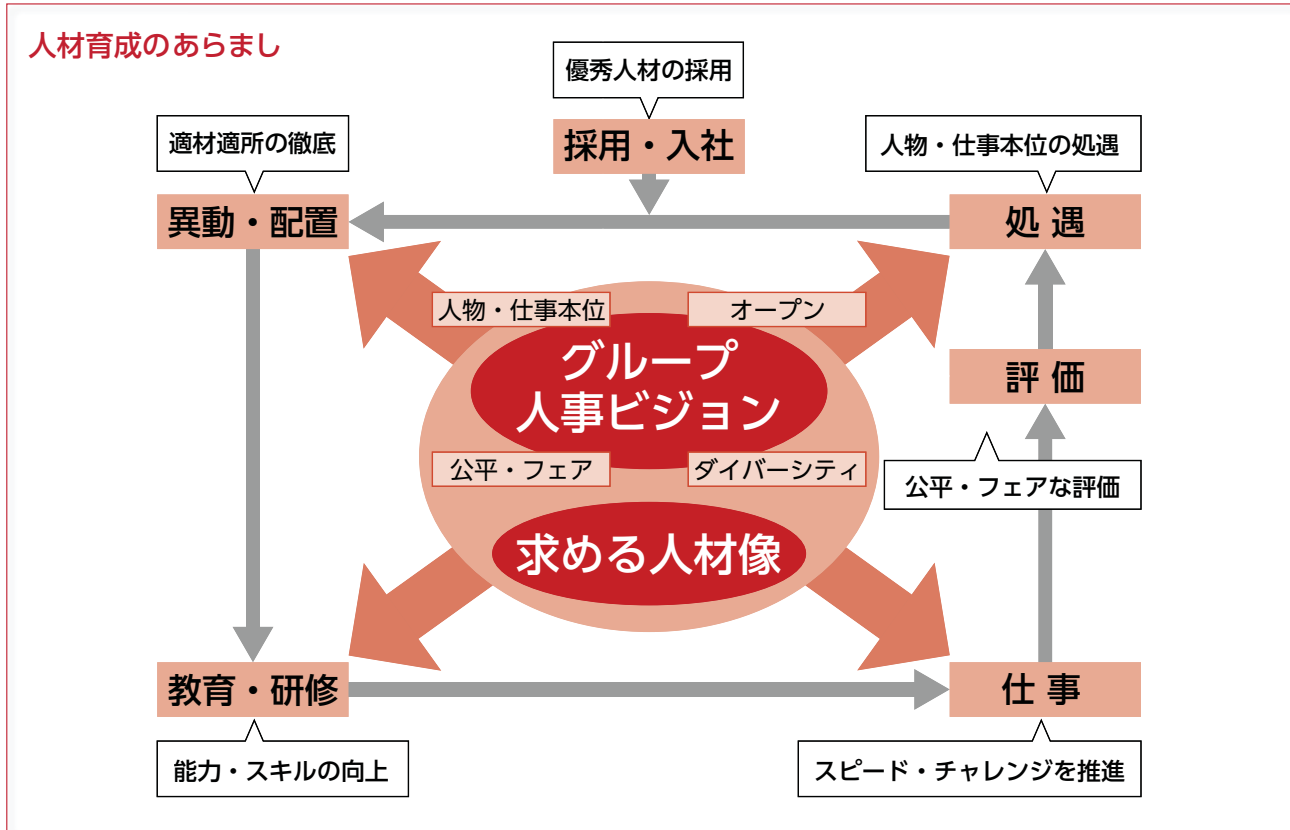 人材育成のあらまし
優秀人材の採用
採用・入社
適材適所の徹底
異動・配置
人物・仕事本位の処遇
処 遇
人物・仕事本位
オープン
グループ
人事ビジョン
評 価
公平・フェア
ダイバーシティ
公平・フェアな評価
求める人材像
教育・研修
仕 事
能力・スキルの向上
スピード・チャレンジを推進